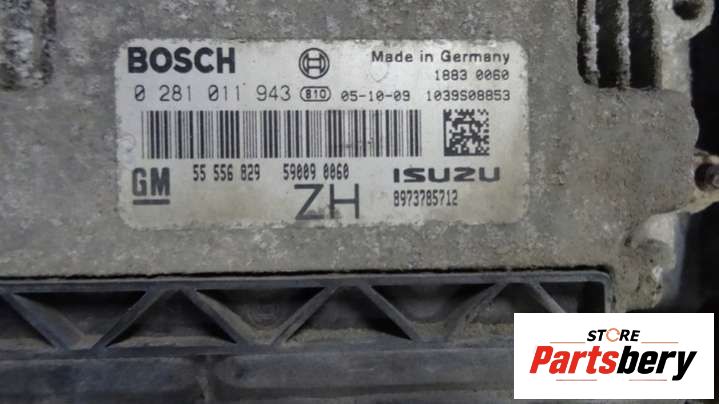 BOSCH Made in Germany
1883 0060
0 281 011 943 B10 05-10-09 1039S08853
GM 55 556 829 59009 0060 ISUZU
ZH 8973785712
STORE
Partsbery